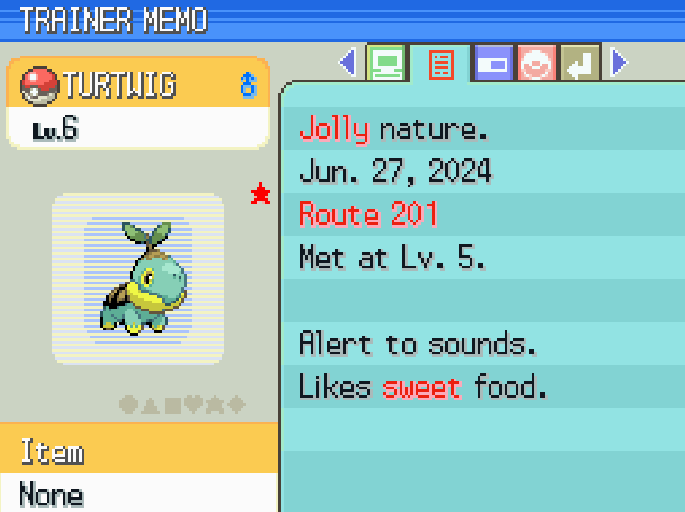 TRAINER MEMO
TURTWIG ♂
Lv.6
Item
None
Jolly nature.
Jun. 27, 2024
Route 201
Met at Lv. 5.
Alert to sounds.
Likes sweet food.